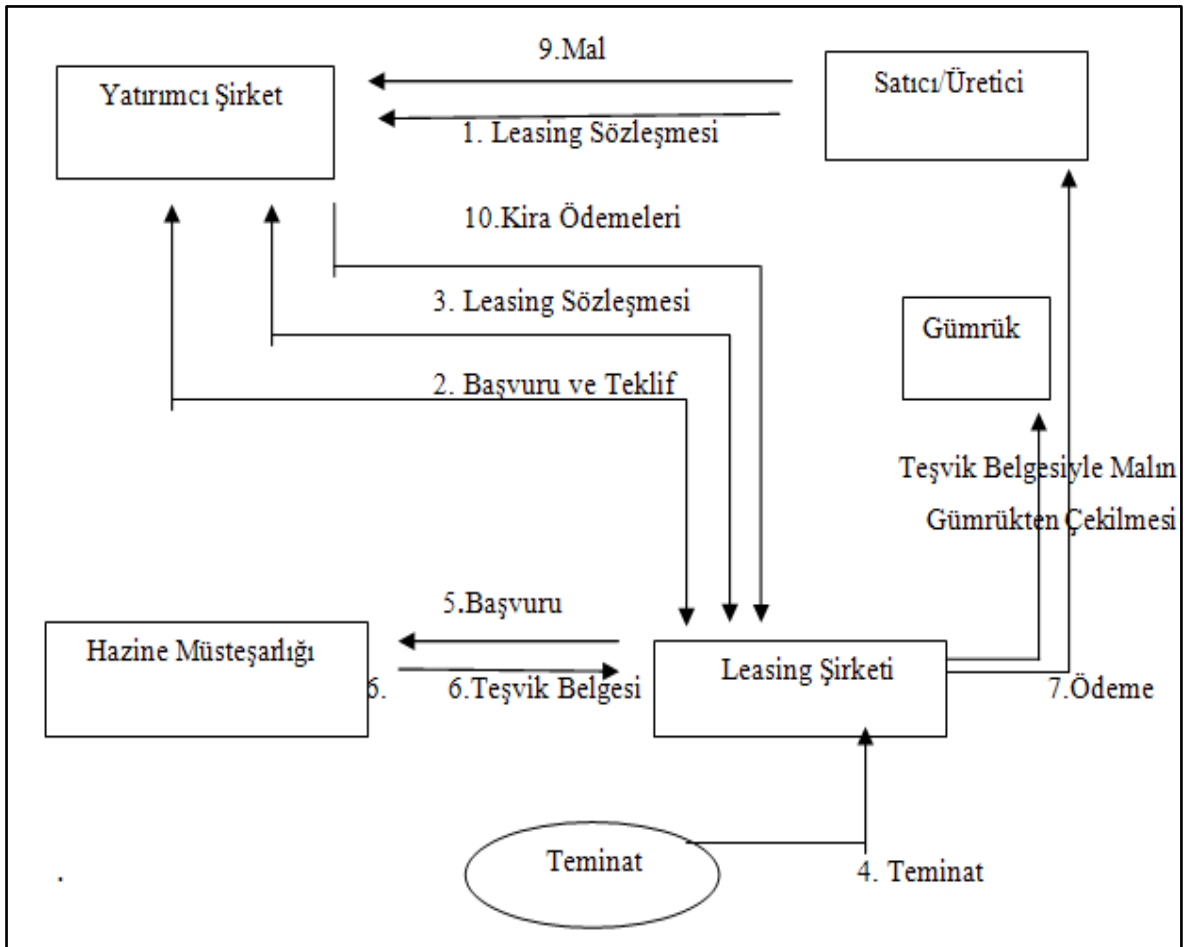 9.Mal
Yatırımcı Şirket
Satıcı/Üretici
1. Leasing Sözleşmesi
10.Kira Ödemeleri
3. Leasing Sözleşmesi
Gümrük
2. Başvuru ve Teklif
Teşvik Belgesiyle Malın
Gümrükten Çekilmesi
5.Başvuru
Hazine Müsteşarlığı
Leasing Şirketi
6.
6.Teşvik Belgesi
7.Ödeme
Teminat
4. Teminat
.